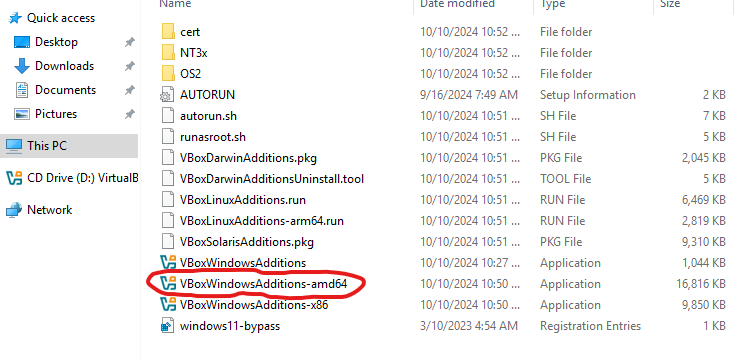 Quick access
Desktop
Downloads
Documents
Pictures
This PC
CD Drive (D:) VirtualB
Network
Name Date modified Type Size
cert 10/10/2024 10:52 ... File folder
NT3x 10/10/2024 10:52 ... File folder
OS2 10/10/2024 10:52 ... File folder
AUTORUN 9/16/2024 7:49 AM Setup Information 2 KB
autorun.sh 10/10/2024 10:51 ... SH File 7 KB
runasroot.sh 10/10/2024 10:51 ... SH File 5 KB
VBoxDarwinAdditions.pkg 10/10/2024 10:51 ... PKG File 2,045 KB
VBoxDarwinAdditionsUninstall.tool 10/10/2024 10:51 ... TOOL File 5 KB
VBoxLinuxAdditions.run 10/10/2024 10:51 ... RUN File 6,469 KB
VBoxLinuxAdditions-arm64.run 10/10/2024 10:51 ... RUN File 2,819 KB
VBoxSolarisAdditions.pkg 10/10/2024 10:51 ... PKG File 9,310 KB
VBoxWindowsAdditions 10/10/2024 10:27 ... Application 1,044 KB
VBoxWindowsAdditions-amd64 10/10/2024 10:50 ... Application 16,816 KB
VBoxWindowsAdditions-x86 10/10/2024 10:50 ... Application 9,850 KB
windows11-bypass 3/10/2023 4:54 AM Registration Entries 1 KB